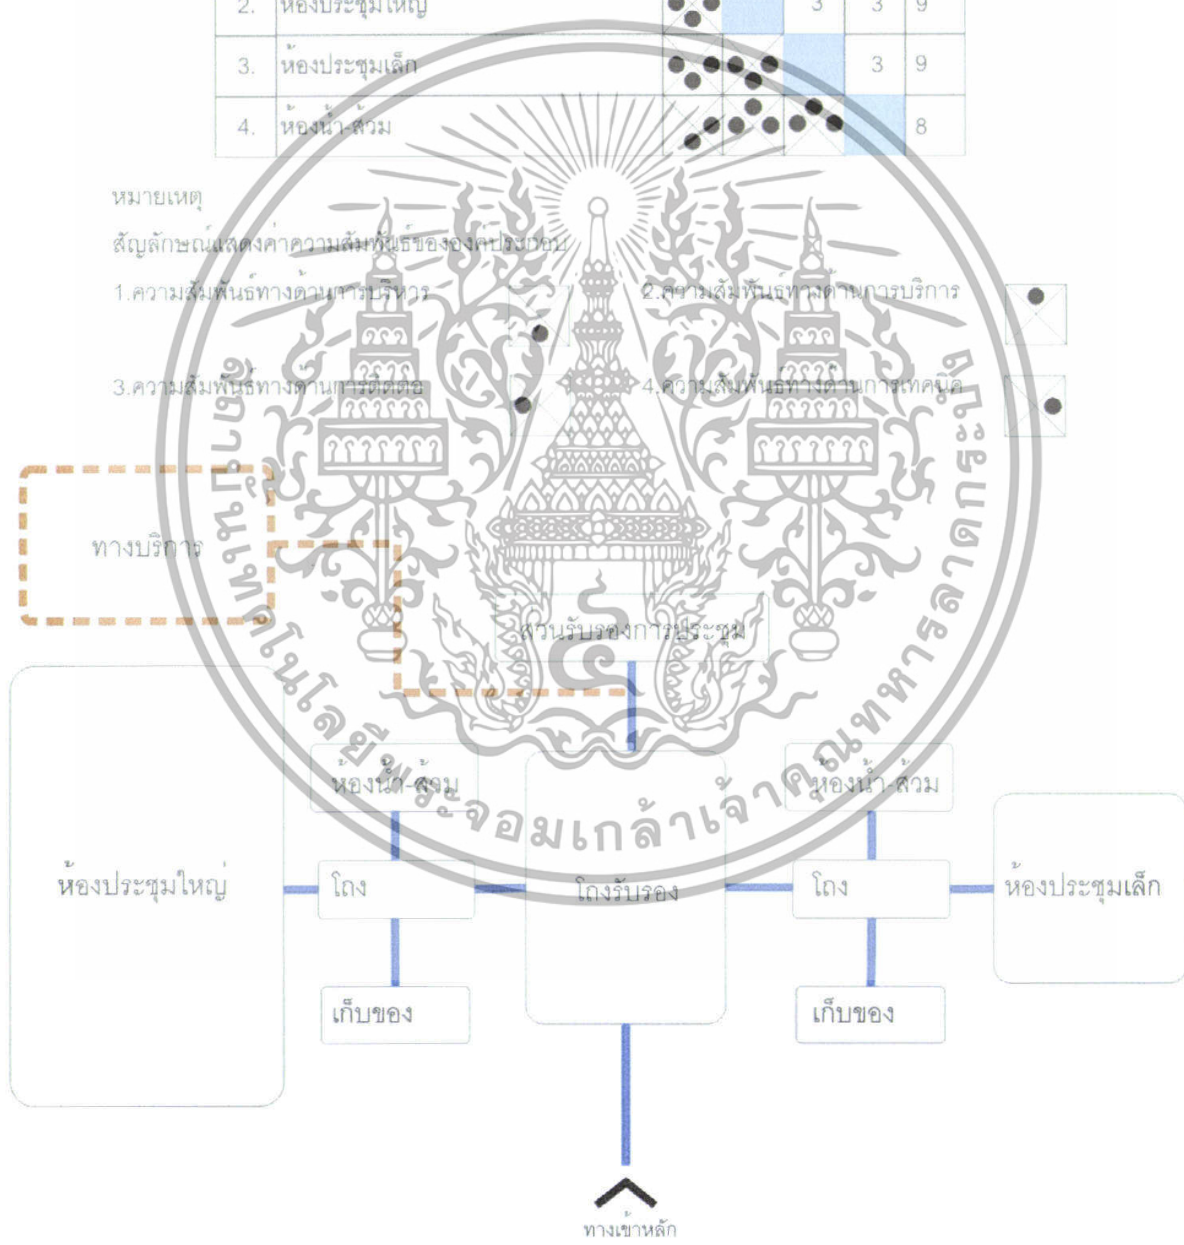 2. ห้องประชุมใหญ่ 3 3 9
3. ห้องประชุมเล็ก 3 9
4. ห้องน้ำ-ส้วม 8
หมายเหตุ
สัญลักษณ์แสดงค่าความสัมพันธ์ขององค์ประกอบ
1.ความสัมพันธ์ทางด้านการบริหาร 2.ความสัมพันธ์ทางด้านการบริการ
3.ความสัมพันธ์ทางด้านการติดต่อ 4.ความสัมพันธ์ทางด้านการเทคนิค
ทางบริการ
ส่วนรับรองการประชุม
ห้องน้ำ-ส้วม ห้องน้ำ-ส้วม
ห้องประชุมใหญ่ โถง โถงรับรอง โถง ห้องประชุมเล็ก
เก็บของ เก็บของ
ทางเข้าหลัก
สถาบันเทคโนโลยีพระจอมเกล้าเจ้าคุณทหารลาดกระบัง